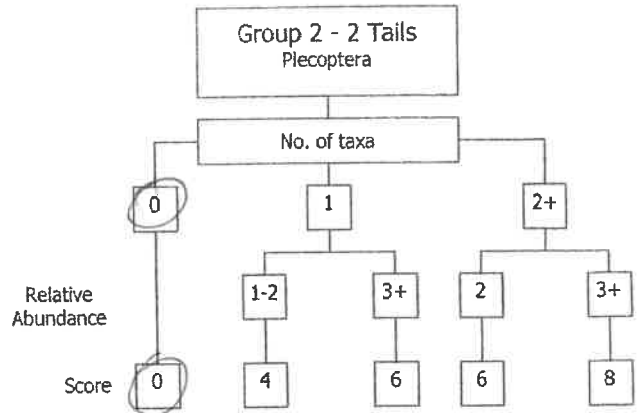 Group 2 - 2 Tails
Plecoptera
No. of taxa
0 1 2+
Relative
Abundance
1-2 3+ 2 3+
Score 0 4 6 6 8